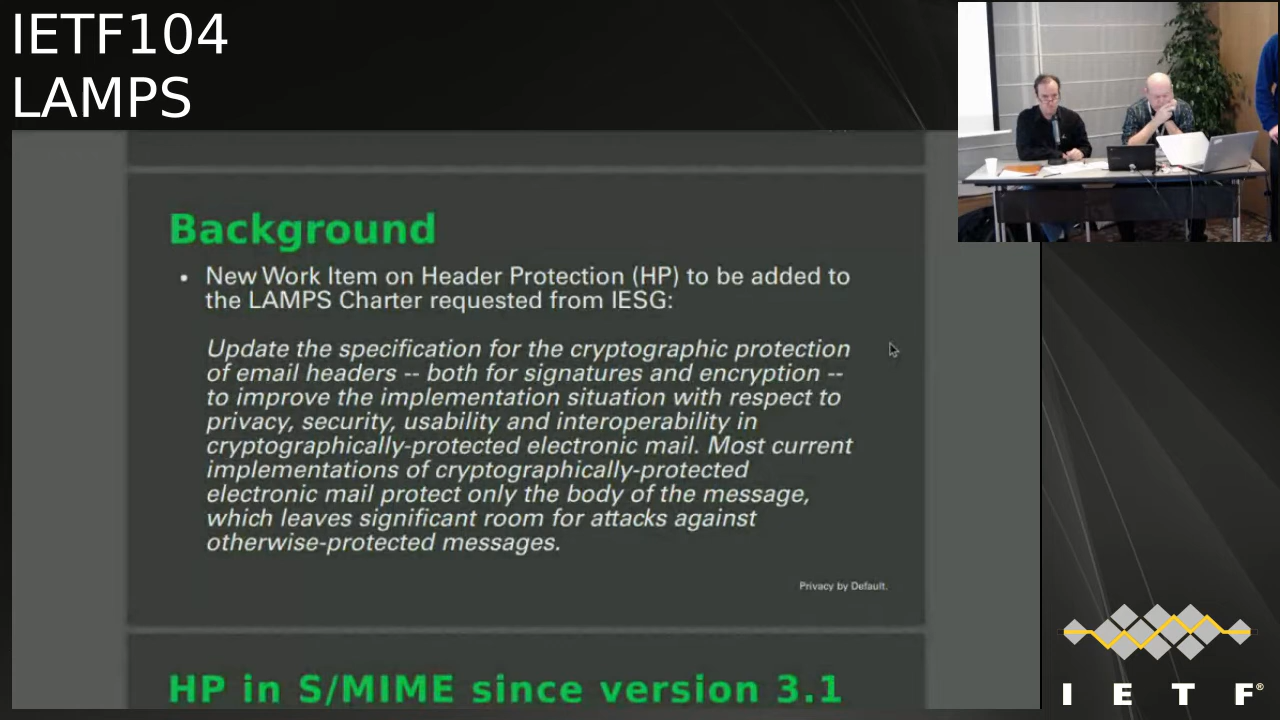 IETF104
LAMPS
Background
• New Work Item on Header Protection (HP) to be added to
the LAMPS Charter requested from IESG:
Update the specification for the cryptographic protection
of email headers -- both for signatures and encryption --
to improve the implementation situation with respect to
privacy, security, usability and interoperability in
cryptographically-protected electronic mail. Most current
implementations of cryptographically-protected
electronic mail protect only the body of the message,
which leaves significant room for attacks against
otherwise-protected messages.
Privacy by Default.
HP in S/MIME since version 3.1
I E T F®